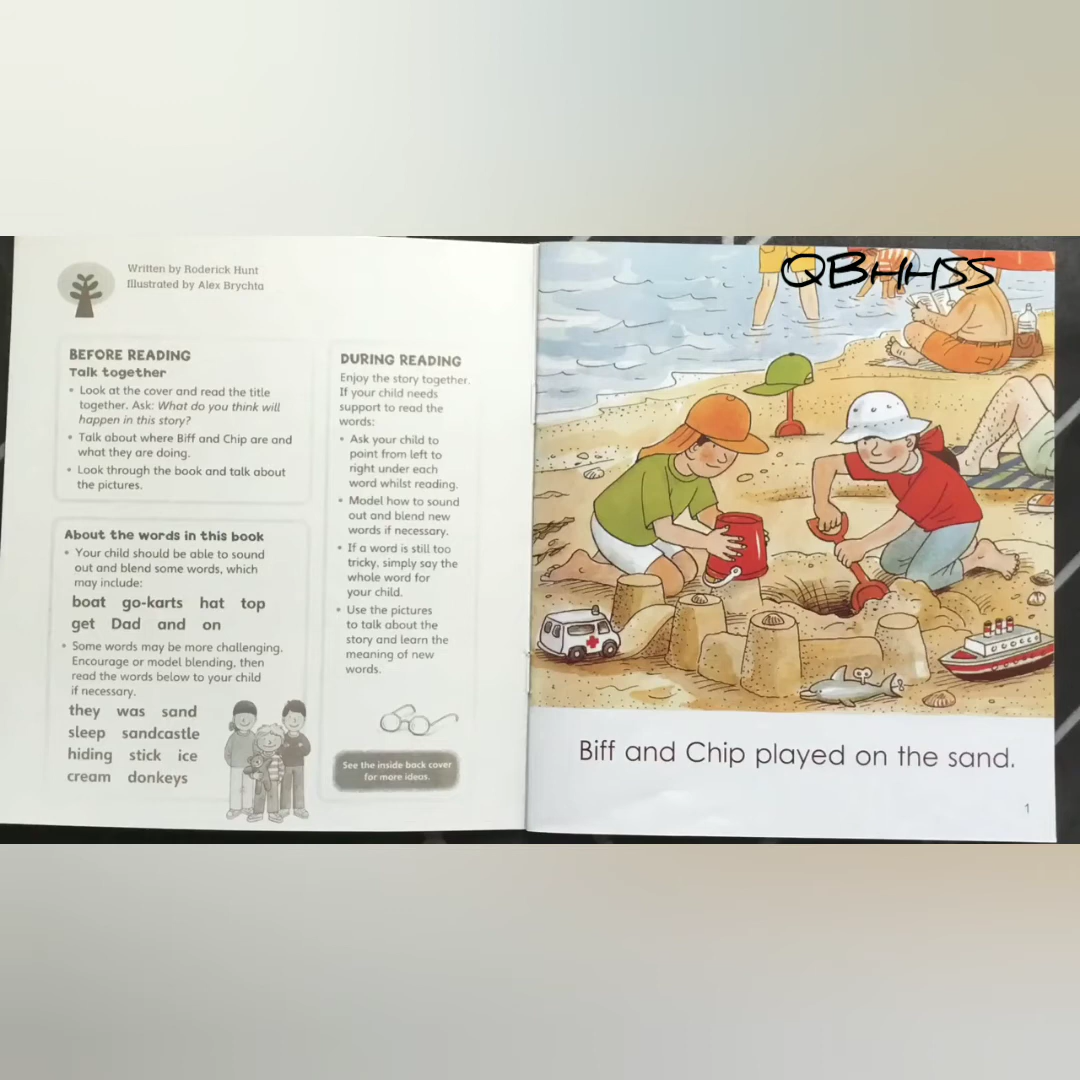 Written by Roderick Hunt
Illustrated by Alex Brychta
BEFORE READING
Talk together
• Look at the cover and read the title
together. Ask: What do you think will
happen in this story?
• Talk about where Biff and Chip are and
what they are doing.
• Look through the book and talk about
the pictures.
About the words in this book
• Your child should be able to sound
out and blend some words, which
may include:
boat go-karts hat top
get Dad and on
• Some words may be more challenging.
Encourage or model blending, then
read the words below to your child
if necessary.
they was sand
sleep sandcastle
hiding stick ice
cream donkeys
DURING READING
Enjoy the story together.
If your child needs
support to read the
words:
• Ask your child to
point from left to
right under each
word whilst reading.
• Model how to sound
out and blend new
words if necessary.
• If a word is still too
tricky, simply say the
whole word for
your child.
• Use the pictures
to talk about the
story and learn the
meaning of new
words.
See the inside back cover
for more ideas.
QBHHSS
Biff and Chip played on the sand.
1